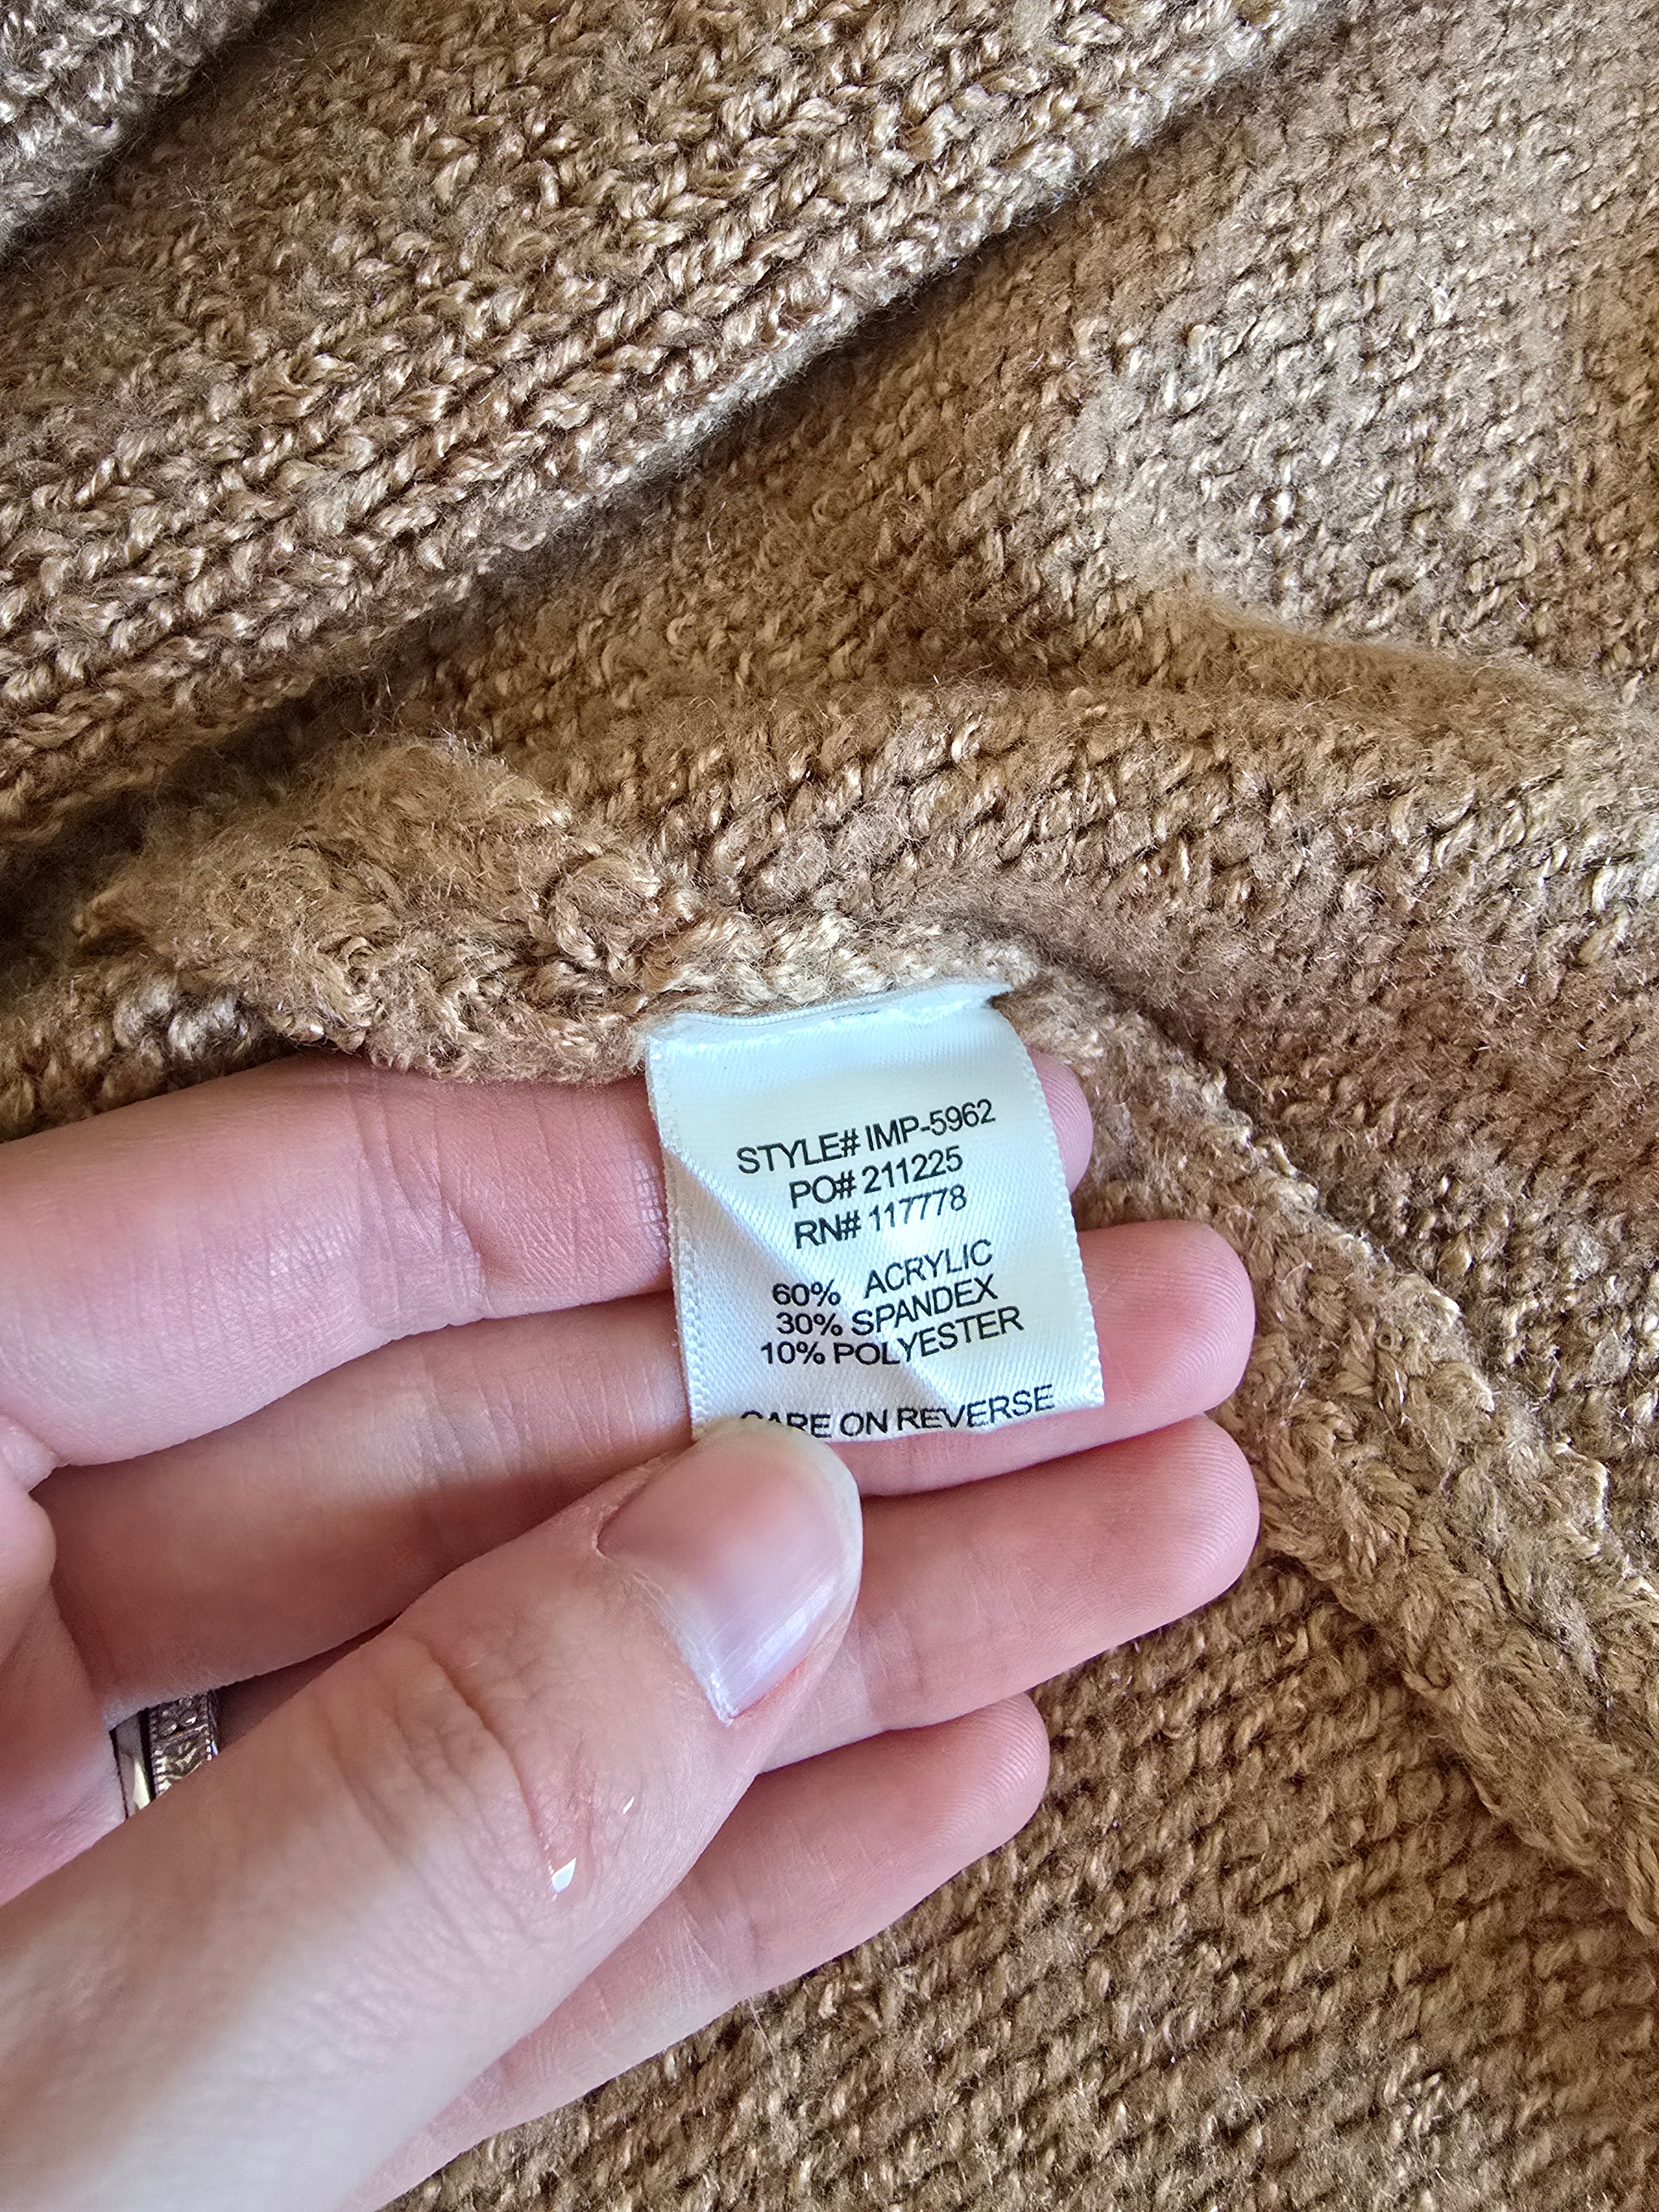 STYLE# IMP-5962
PO# 211225
RN# 117778
60% ACRYLIC
30% SPANDEX
10% POLYESTER
CARE ON REVERSE